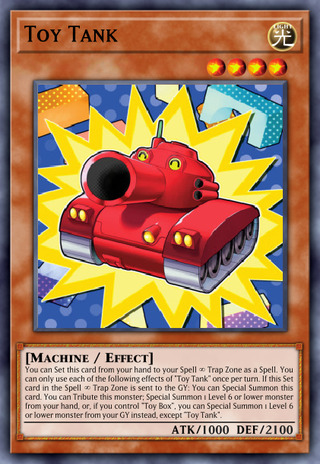 Toy Tank
LIGHT
光
[Machine / Effect]
You can Set this card from your hand to your Spell ∞ Trap Zone as a Spell. You
can only use each of the following effects of "Toy Tank" once per turn. If this Set
card in the Spell ∞ Trap Zone is sent to the GY: You can Special Summon this
card. You can Tribute this monster; Special Summon 1 Level 6 or lower monster
from your hand, or, if you control "Toy Box", you can Special Summon 1 Level 6
or lower monster from your GY instead, except "Toy Tank".
ATK/1000 DEF/2100